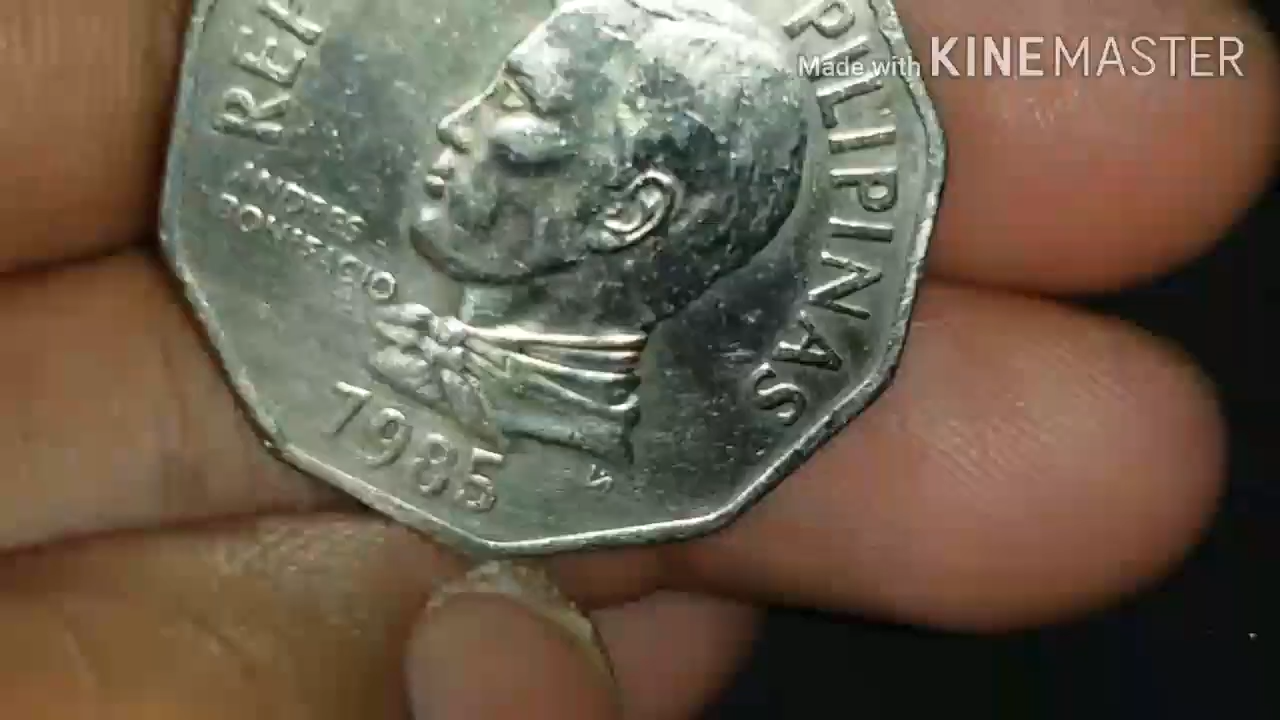 REP
PILIPINAS
Made with KINEMASTER
ANDRES
BONIFACIO
1985